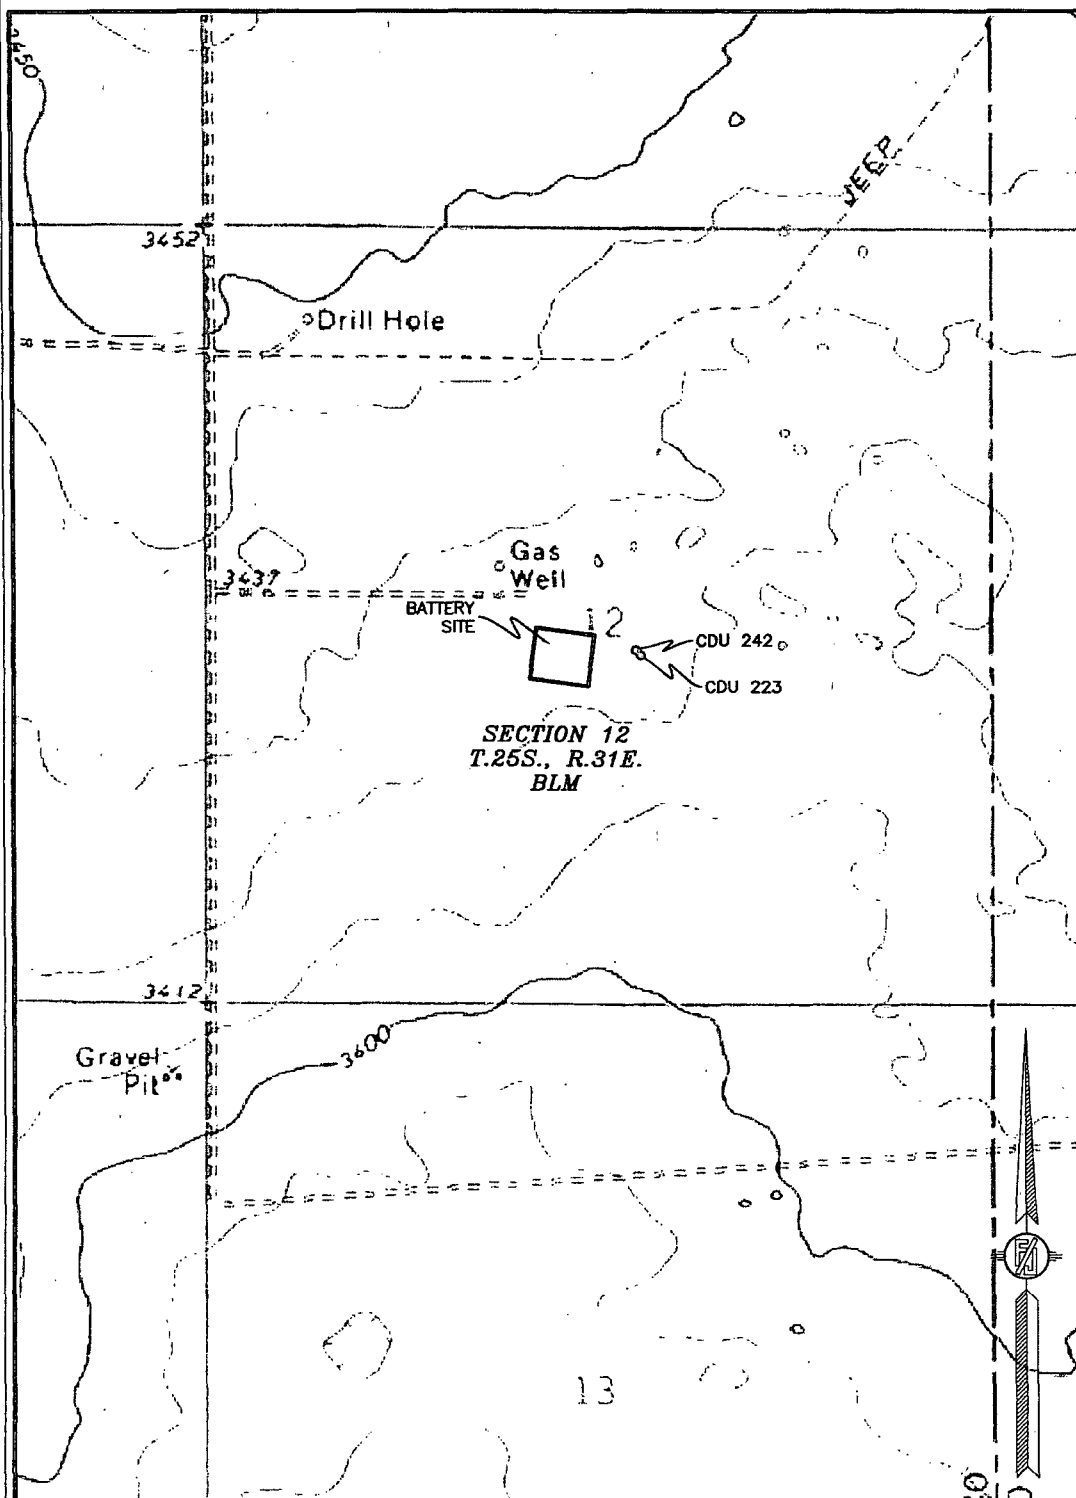 3450
JEEP
3452
Drill Hole
Gas
Well
3437
BATTERY
SITE
12
CDU 242
CDU 223
SECTION 12
T.25S., R.31E.
BLM
3412
3600
Gravel
Pit
13